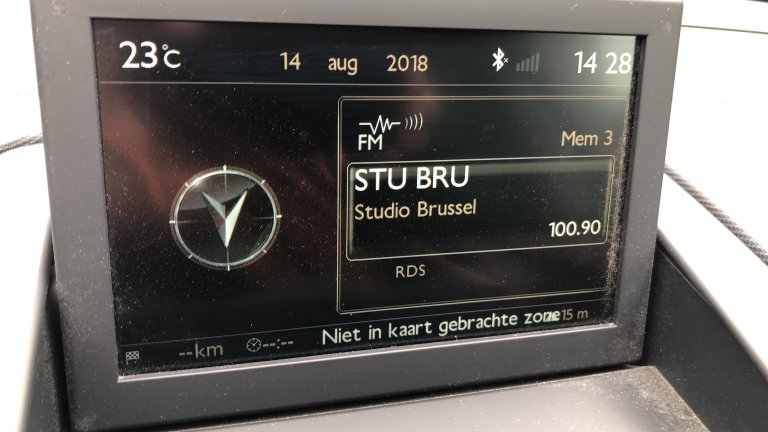 23°C 14 aug 2018 14 28
FM Mem 3
STU BRU
Studio Brussel
100.90
RDS
--km --:-- Niet in kaart gebrachte zone 15 m